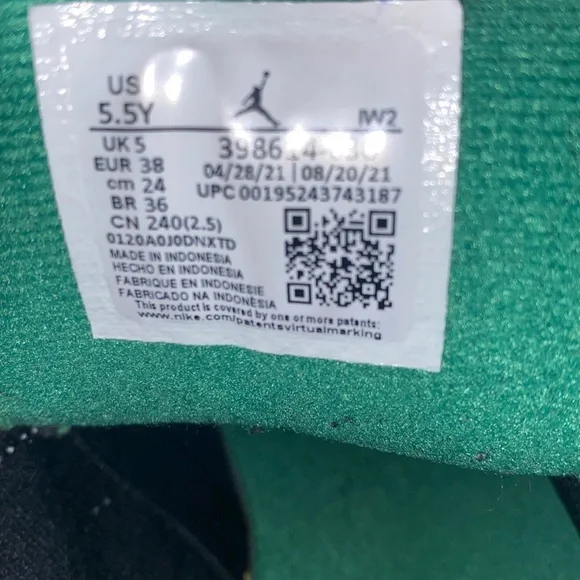 US
5.5Y IW2
UK 5
EUR 38 04/28/21 | 08/20/21
cm 24 UPC 00195243743187
BR 36
CN 240(2.5)
0120A0J0DNXTD
MADE IN INDONESIA
HECHO EN INDONESIA
FABRIQUE EN INDONESIE
FABRICADO NA INDONESIA
This product is covered by one or more patents:
www.nike.com/patentsvirtualmarking